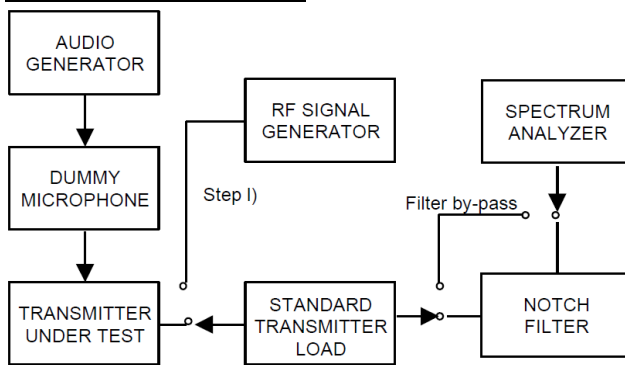 AUDIO
GENERATOR
RF SIGNAL
GENERATOR
SPECTRUM
ANALYZER
DUMMY
MICROPHONE
Step I)
Filter by-pass
TRANSMITTER
UNDER TEST
STANDARD
TRANSMITTER
LOAD
NOTCH
FILTER